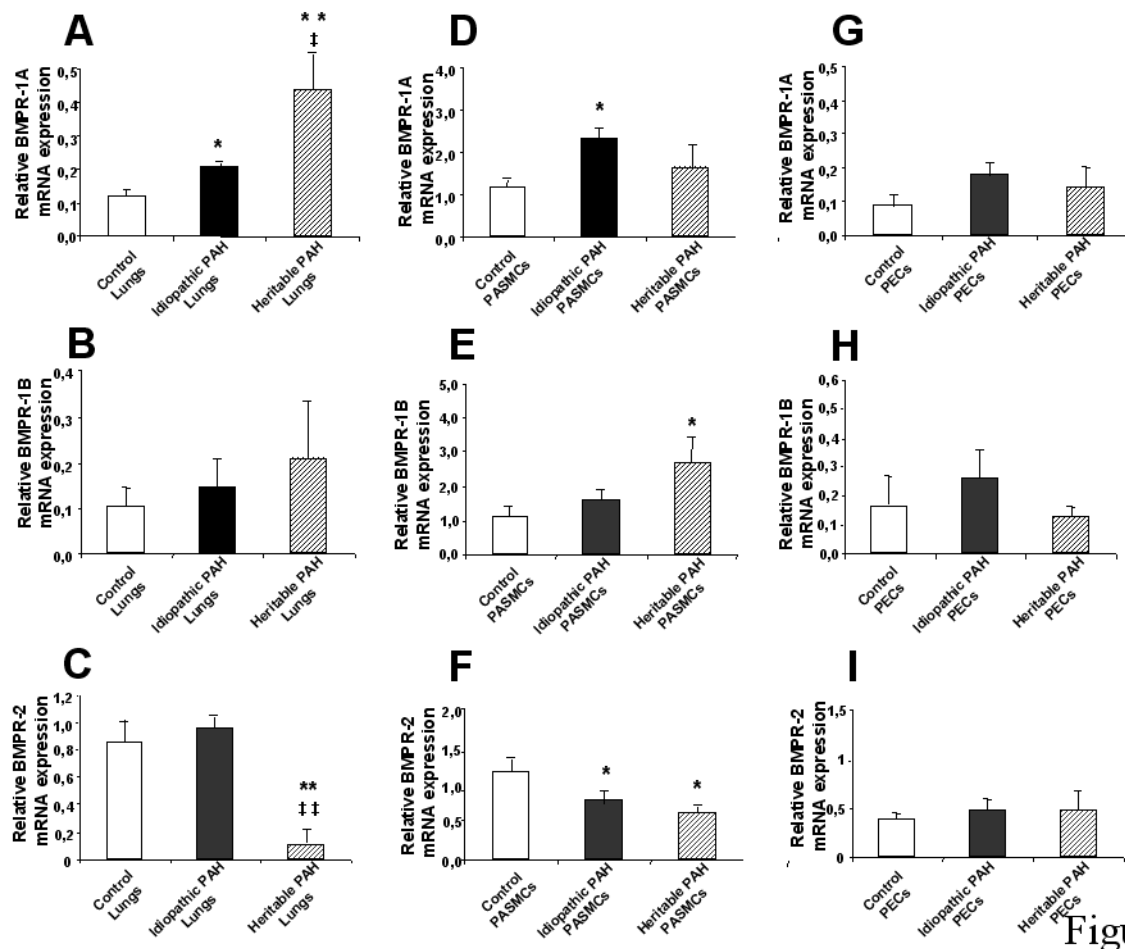 A
Relative BMPR-1A
mRNA expression
0,5
0,4
0,3
0,2
0,1
0,0
*
* *
‡
Control
Lungs
Idiopathic PAH
Lungs
Heritable PAH
Lungs
D
Relative BMPR-1A
mRNA expression
4,0
3,0
2,0
1,0
0,0
*
Control
PASMCs
Idiopathic PAH
PASMCs
Heritable PAH
PASMCs
G
Relative BMPR-1A
mRNA expression
0,5
0,4
0,3
0,2
0,1
0,0
Control
PECs
Idiopathic PAH
PECs
Heritable PAH
PECs
B
Relative BMPR-1B
mRNA expression
0,4
0,3
0,2
0,1
0,0
Control
Lungs
Idiopathic PAH
Lungs
Heritable PAH
Lungs
E
Relative BMPR-1B
mRNA expression
5,0
4,0
3,0
2,0
1,0
0,0
*
Control
PASMCs
Idiopathic PAH
PASMCs
Heritable PAH
PASMCs
H
Relative BMPR-1B
mRNA expression
0,6
0,5
0,4
0,3
0,2
0,1
0,0
Control
PECs
Idiopathic PAH
PECs
Heritable PAH
PECs
C
Relative BMPR-2
mRNA expression
1,2
1,0
0,8
0,6
0,4
0,2
0
**
‡ ‡
Control
Lungs
Idiopathic PAH
Lungs
Heritable PAH
Lungs
F
Relative BMPR-2
mRNA expression
2,0
1,5
1,0
0,5
0,0
*
*
Control
PASMCs
Idiopathic PAH
PASMCs
Heritable PAH
PASMCs
I
Relative BMPR-2
mRNA expression
1,5
1
0,5
0
Control
PECs
Idiopathic PAH
PECs
Heritable PAH
PECs